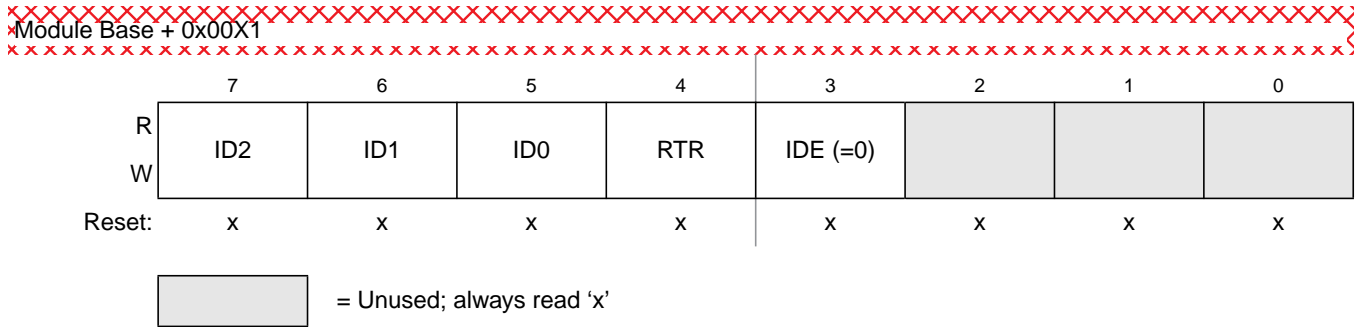 Module Base + 0x00X1
7 6 5 4 3 2 1 0
R
ID2 ID1 ID0 RTR IDE (=0)
W
Reset: x x x x x x x x
= Unused; always read ‘x’